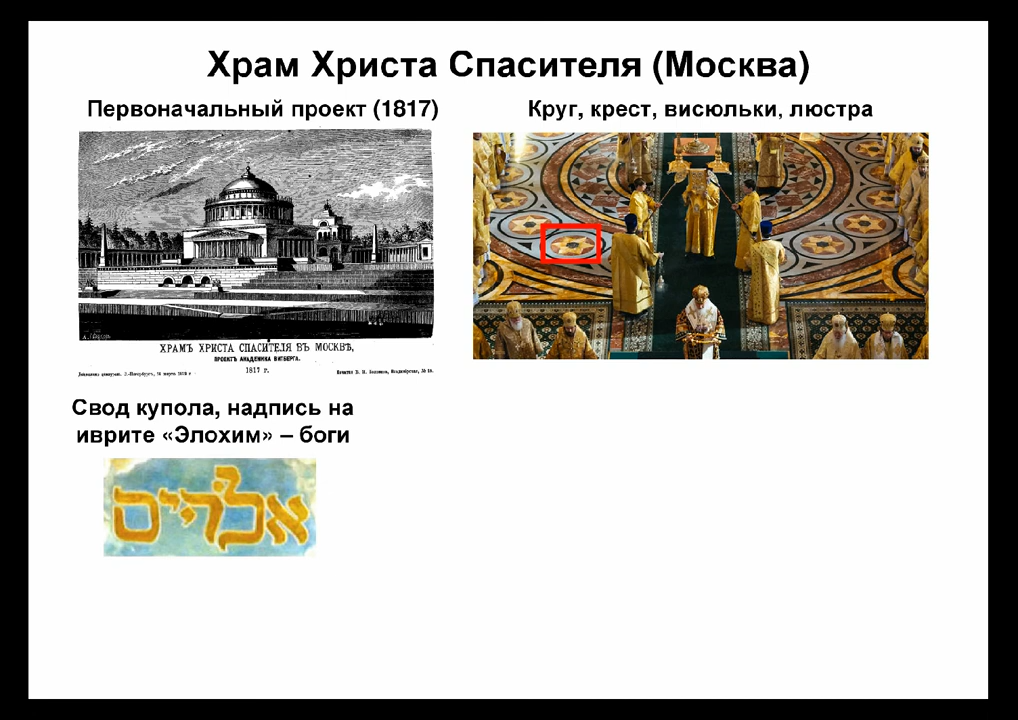 Храм Христа Спасителя (Москва)
Первоначальный проект (1817)
Круг, крест, висюльки, люстра
ХРАМЪ ХРИСТА СПАСИТЕЛЯ ВЪ МОСКВѢ,
ПРОЕКТЪ АКАДЕМИКА ВИТБЕРГА.
1817 г.
Свод купола, надпись на
иврите «Элохим» – боги
אלהים